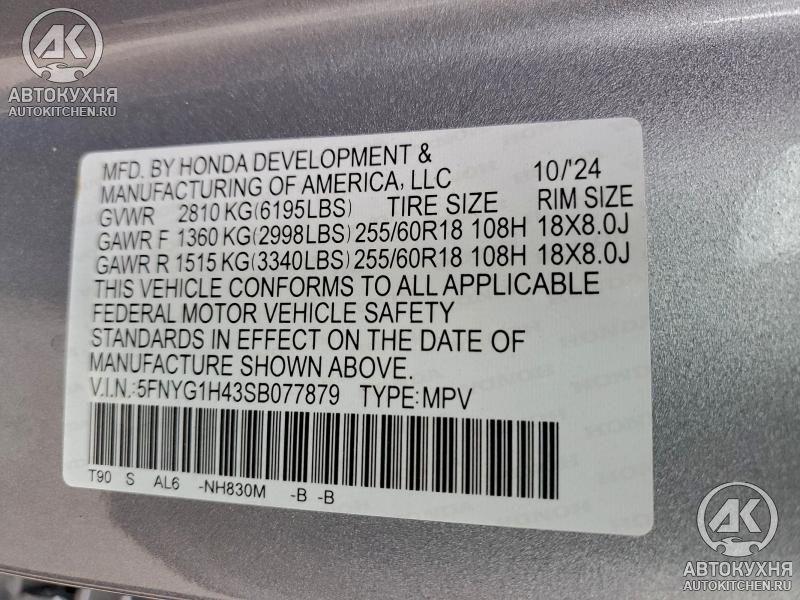 AK
АВТОКУХНЯ
AUTOKITCHEN.RU
MFD. BY HONDA DEVELOPMENT &
MANUFACTURING OF AMERICA, LLC 10/'24
GVWR 2810 KG(6195LBS) TIRE SIZE RIM SIZE
GAWR F 1360 KG(2998LBS) 255/60R18 108H 18X8.0J
GAWR R 1515 KG(3340LBS) 255/60R18 108H 18X8.0J
THIS VEHICLE CONFORMS TO ALL APPLICABLE
FEDERAL MOTOR VEHICLE SAFETY
STANDARDS IN EFFECT ON THE DATE OF
MANUFACTURE SHOWN ABOVE.
V.I.N.:5FNYG1H43SB077879 TYPE:MPV
T90 S AL6 -NH830M -B -B
AK
АВТОКУХНЯ
AUTOKITCHEN.RU